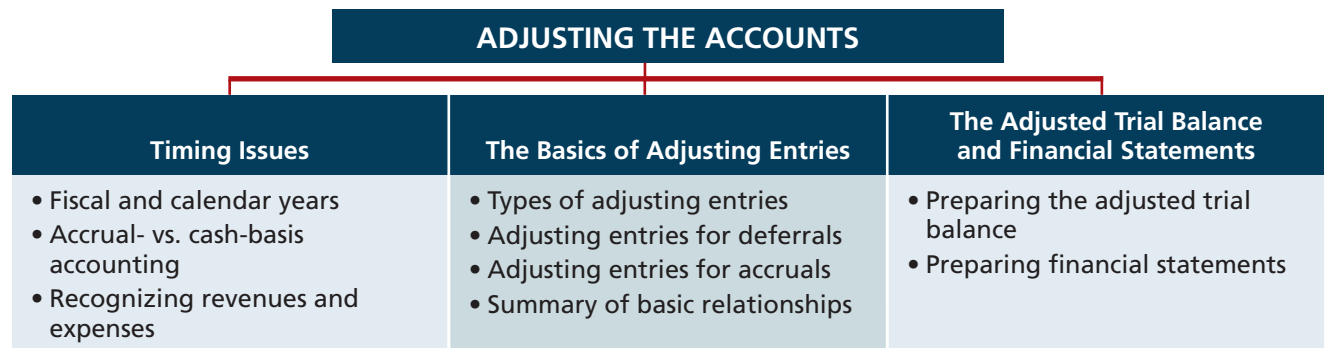 ADJUSTING THE ACCOUNTS
Timing Issues
• Fiscal and calendar years
• Accrual- vs. cash-basis
accounting
• Recognizing revenues and
expenses
The Basics of Adjusting Entries
• Types of adjusting entries
• Adjusting entries for deferrals
• Adjusting entries for accruals
• Summary of basic relationships
The Adjusted Trial Balance
and Financial Statements
• Preparing the adjusted trial
balance
• Preparing financial statements